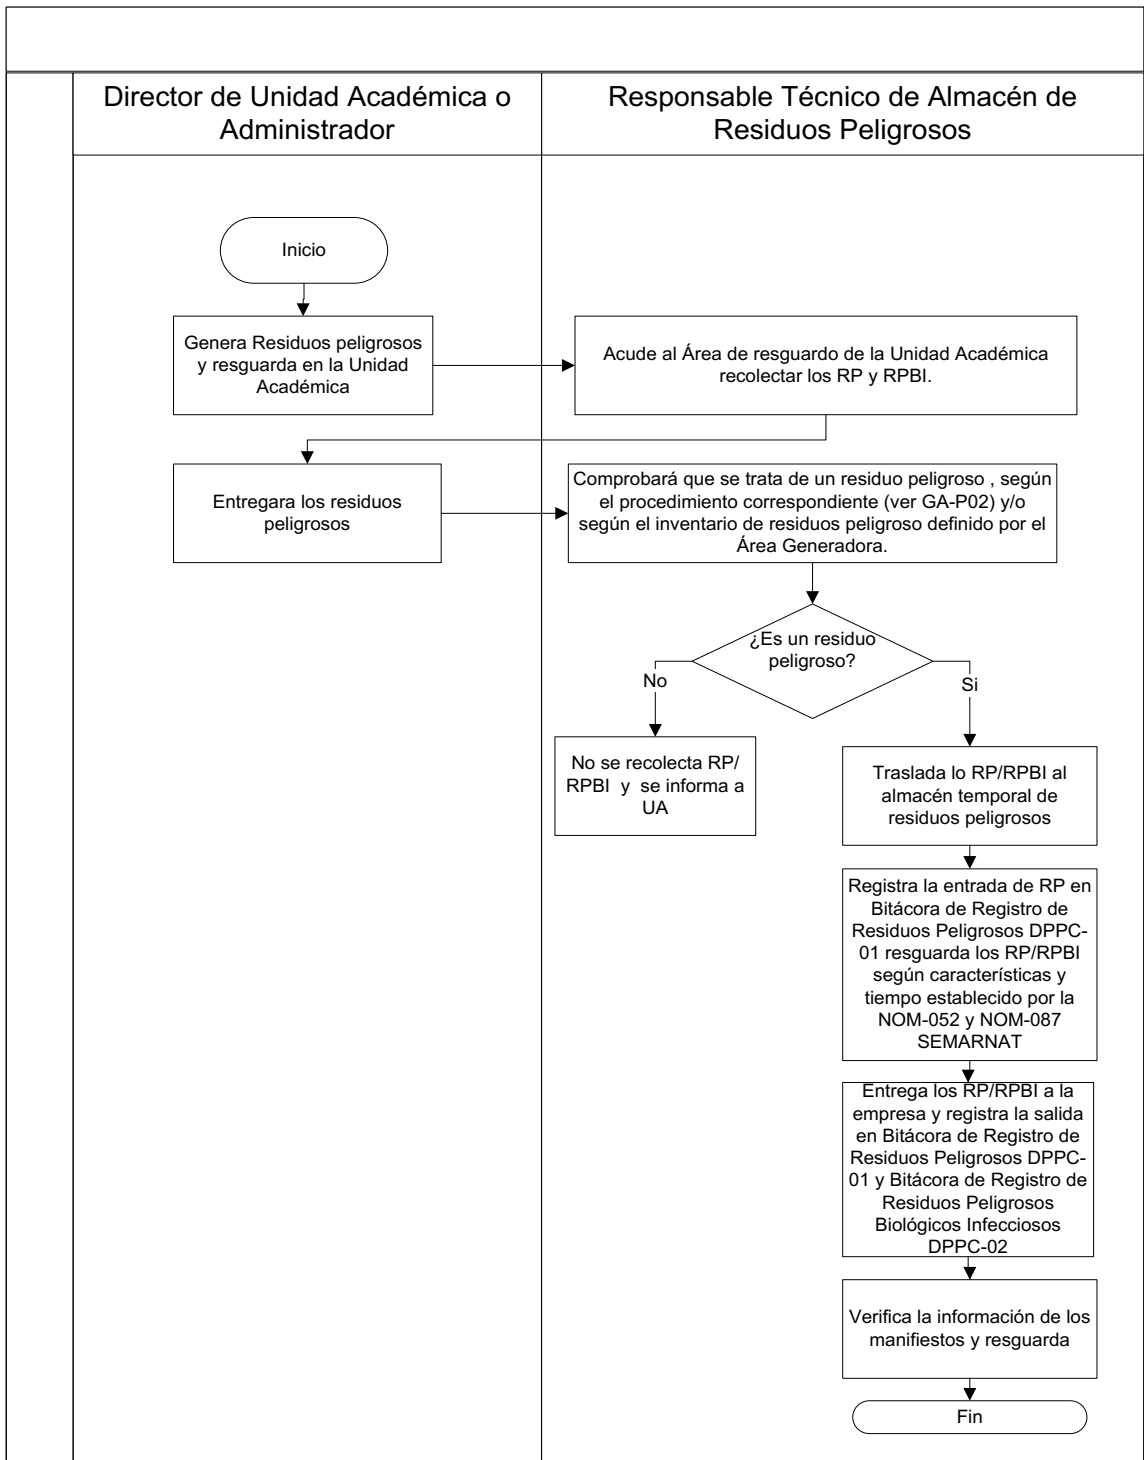 Director de Unidad Académica o
Administrador
Responsable Técnico de Almacén de
Residuos Peligrosos
Inicio
Genera Residuos peligrosos
y resguarda en la Unidad
Académica
Acude al Área de resguardo de la Unidad Académica
recolectar los RP y RPBI.
Entregara los residuos
peligrosos
Comprobará que se trata de un residuo peligroso , según
el procedimiento correspondiente (ver GA-P02) y/o
según el inventario de residuos peligroso definido por el
Área Generadora.
¿Es un residuo
peligroso?
No
Si
No se recolecta RP/
RPBI y se informa a
UA
Traslada lo RP/RPBI al
almacén temporal de
residuos peligrosos
Registra la entrada de RP en
Bitácora de Registro de
Residuos Peligrosos DPPC-
01 resguarda los RP/RPBI
según características y
tiempo establecido por la
NOM-052 y NOM-087
SEMARNAT
Entrega los RP/RPBI a la
empresa y registra la salida
en Bitácora de Registro de
Residuos Peligrosos DPPC-
01 y Bitácora de Registro de
Residuos Peligrosos
Biológicos Infecciosos
DPPC-02
Verifica la información de los
manifiestos y resguarda
Fin